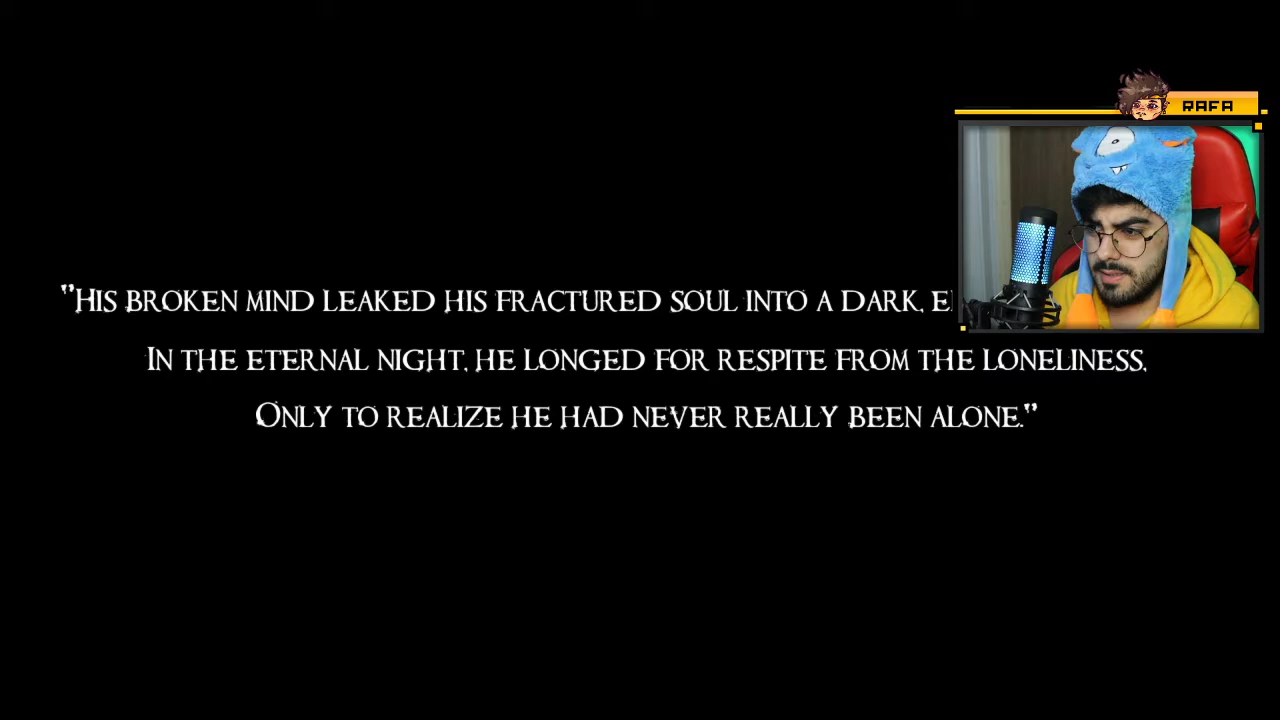 RAFA
"HIS BROKEN MIND LEAKED HIS FRACTURED SOUL INTO A DARK,
IN THE ETERNAL NIGHT, HE LONGED FOR RESPITE FROM THE LONELINESS,
ONLY TO REALIZE HE HAD NEVER REALLY BEEN ALONE."